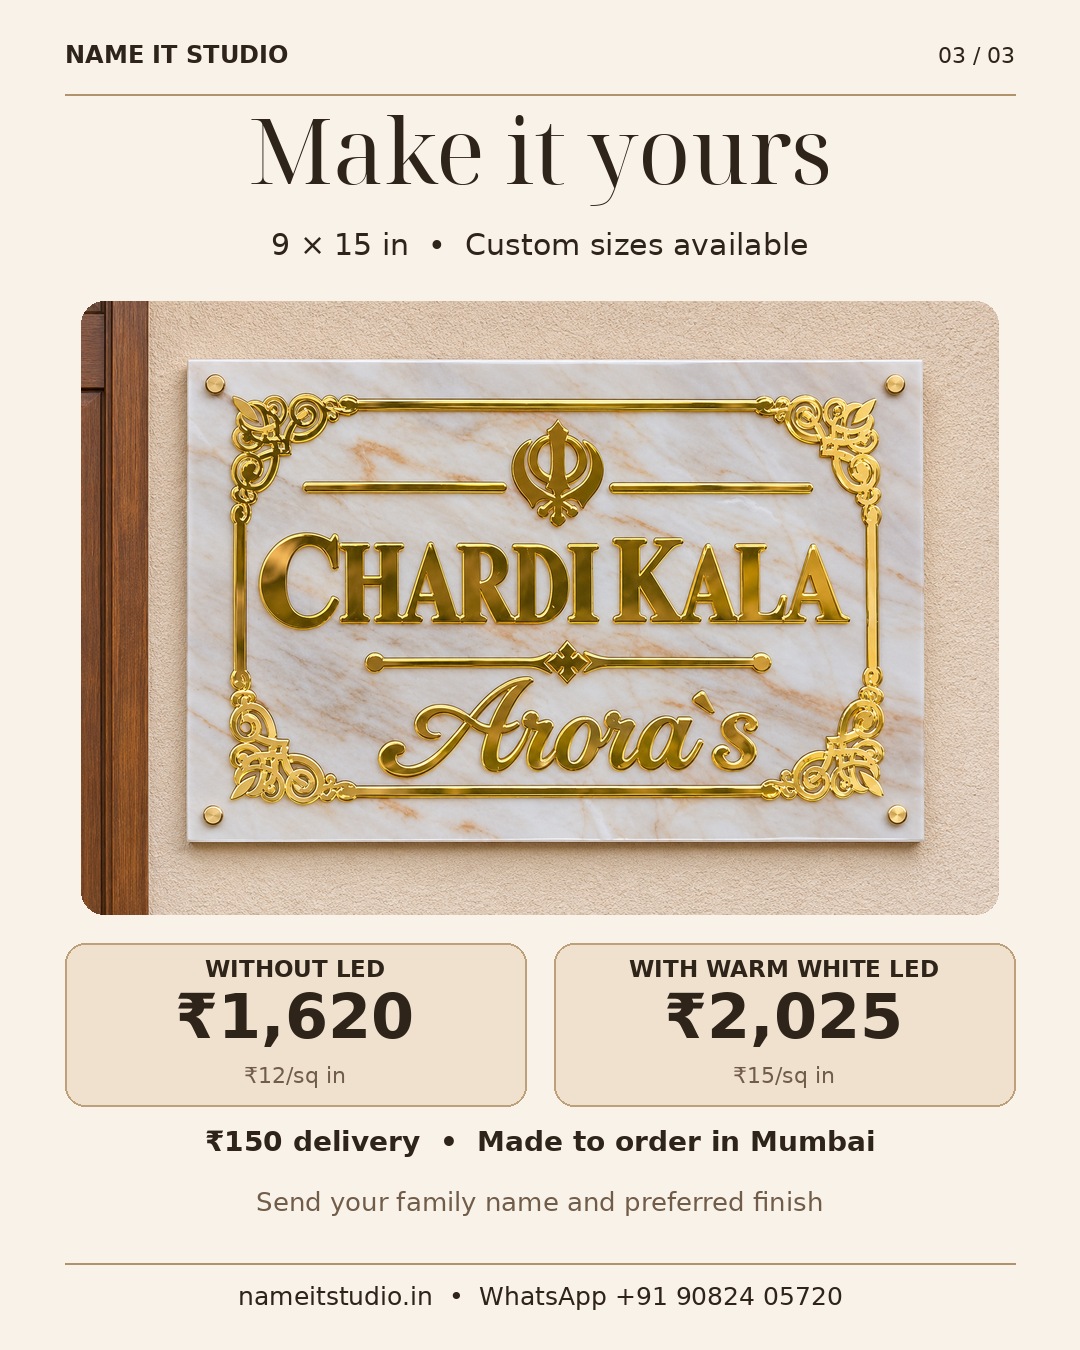 NAME IT STUDIO
03 / 03
Make it yours
9 × 15 in • Custom sizes available
CHARDI KALA
Arora`s
WITHOUT LED
₹1,620
₹12/sq in
WITH WARM WHITE LED
₹2,025
₹15/sq in
₹150 delivery • Made to order in Mumbai
Send your family name and preferred finish
nameitstudio.in • WhatsApp +91 90824 05720